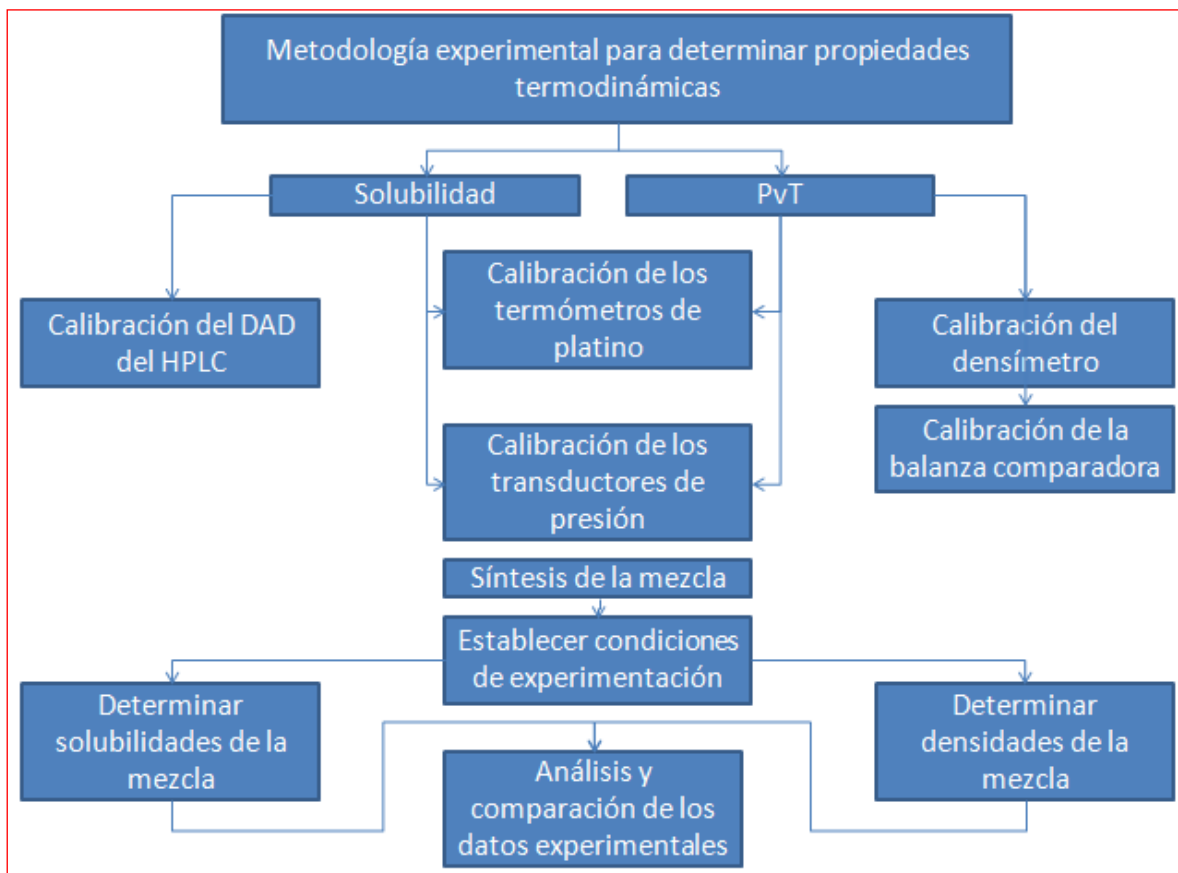 Metodología experimental para determinar propiedades
termodinámicas
Solubilidad
PvT
Calibración del DAD
del HPLC
Calibración de los
termómetros de
platino
Calibración del
densímetro
Calibración de la
balanza comparadora
Calibración de los
transductores de
presión
Síntesis de la mezcla
Establecer condiciones
de experimentación
Determinar
solubilidades de la
mezcla
Determinar
densidades de la
mezcla
Análisis y
comparación de los
datos experimentales